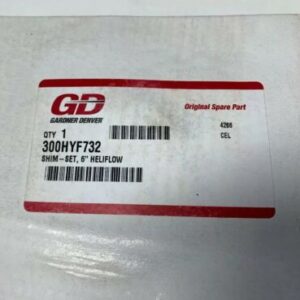 GD
GARDNER DENVER
Original Spare Part
QTY 1
4266
CEL
300HYF732
SHIM-SET, 6" HELIFLOW